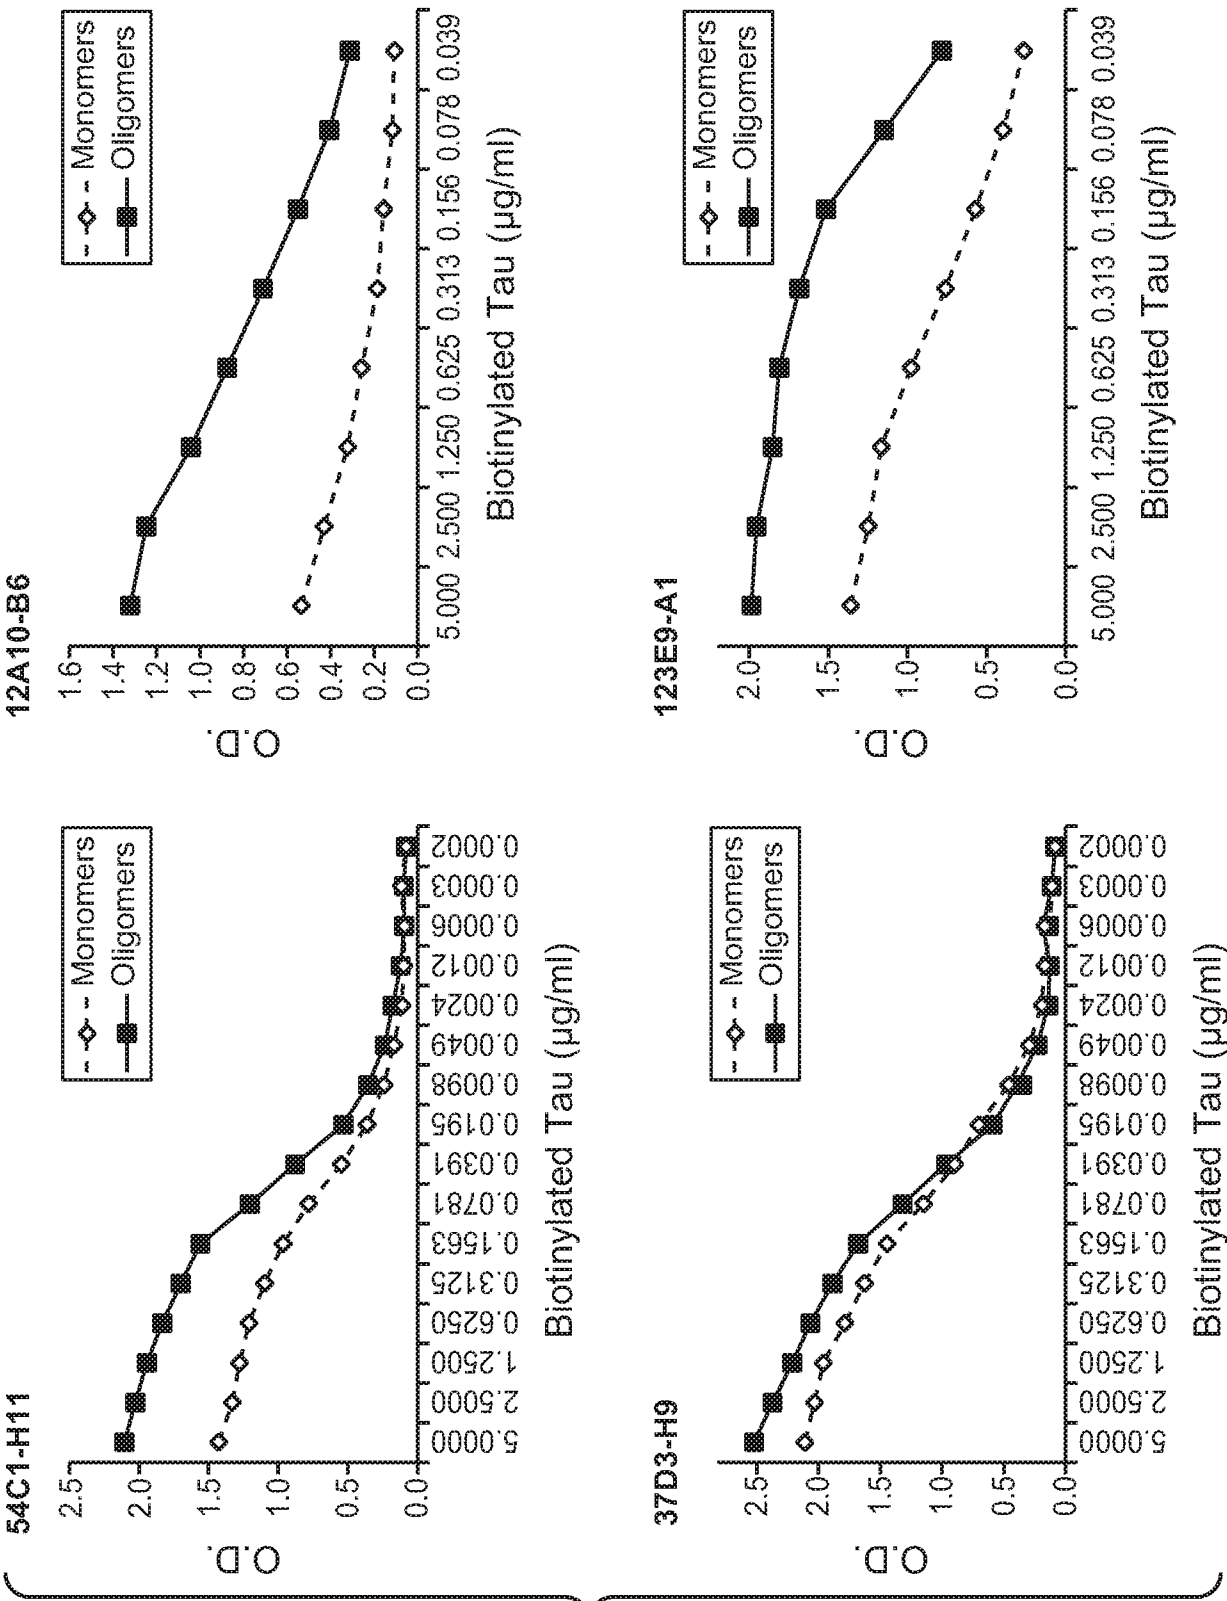 54C1-H11
Monomers
Oligomers
O.D.
2.5
2.0
1.5
1.0
0.5
0.0
5.0000 2.5000 1.2500 0.6250 0.3125 0.1563 0.0781 0.0391 0.0195 0.0098 0.0049 0.0024 0.0012 0.0006 0.0003 0.0002
Biotinylated Tau (µg/ml)
12A10-B6
Monomers
Oligomers
O.D.
1.6
1.4
1.2
1.0
0.8
0.6
0.4
0.2
0.0
5.000 2.500 1.250 0.625 0.313 0.156 0.078 0.039
Biotinylated Tau (µg/ml)
37D3-H9
Monomers
Oligomers
O.D.
2.5
2.0
1.5
1.0
0.5
0.0
5.0000 2.5000 1.2500 0.6250 0.3125 0.1563 0.0781 0.0391 0.0195 0.0098 0.0049 0.0024 0.0012 0.0006 0.0003 0.0002
Biotinylated Tau (µg/ml)
123E9-A1
Monomers
Oligomers
O.D.
2.0
1.5
1.0
0.5
0.0
5.000 2.500 1.250 0.625 0.313 0.156 0.078 0.039
Biotinylated Tau (µg/ml)